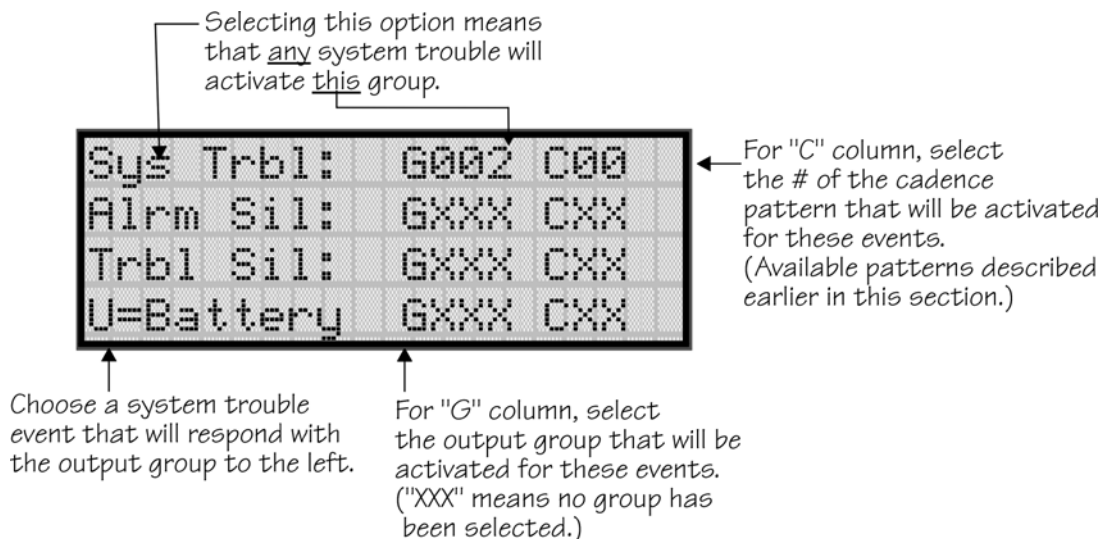 Selecting this option means
that any system trouble will
activate this group.
Sys Trbl: G002 C00
Alrm Sil: GXXX CXX
Trbl Sil: GXXX CXX
U=Battery GXXX CXX
For "C" column, select
the # of the cadence
pattern that will be activated
for these events.
(Available patterns described
earlier in this section.)
Choose a system trouble
event that will respond with
the output group to the left.
For "G" column, select
the output group that will be
activated for these events.
("XXX" means no group has
been selected.)